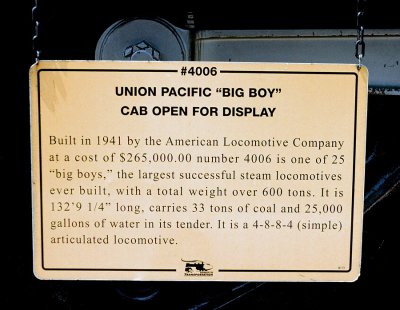 #4006
UNION PACIFIC “BIG BOY”
CAB OPEN FOR DISPLAY
Built in 1941 by the American Locomotive Company
at a cost of $265,000.00 number 4006 is one of 25
“big boys,” the largest successful steam locomotives
ever built, with a total weight over 600 tons. It is
132’9 1/4” long, carries 33 tons of coal and 25,000
gallons of water in its tender. It is a 4-8-8-4 (simple)
articulated locomotive.